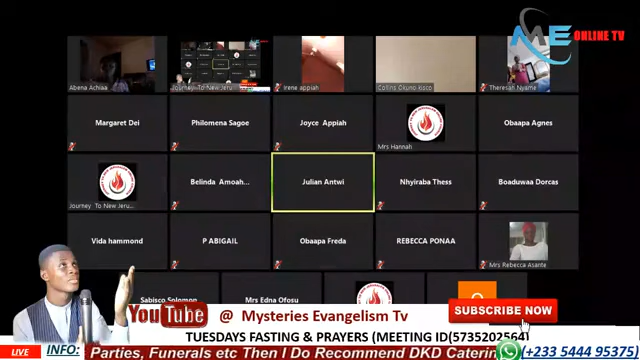 ME ONLINE TV
Abena Achiaa
Journey To New Jeru...
Irene appiah
Collins Okunii kisco
Theresah Nyame
Margaret Dei
Philomena Sagoe
Joyce Appiah
Mrs Hannah
Obaapa Agnes
Journey To New Jeru...
Belinda Amoah...
Julian Antwi
Nhyiraba Thess
Boaduwaa Dorcas
Vida hammond
P ABIGAIL
Obaapa Freda
REBECCA PONAA
Mrs Rebecca Asante
Sabisco Solomon
Mrs Edna Ofosu
YouTube @ Mysteries Evangelism Tv
SUBSCRIBE NOW
TUESDAYS FASTING & PRAYERS (MEETING ID(5735202564)
LIVE INFO: Parties, Funerals etc Then I Do Recommend DKD Caterin (+233 5444 95375